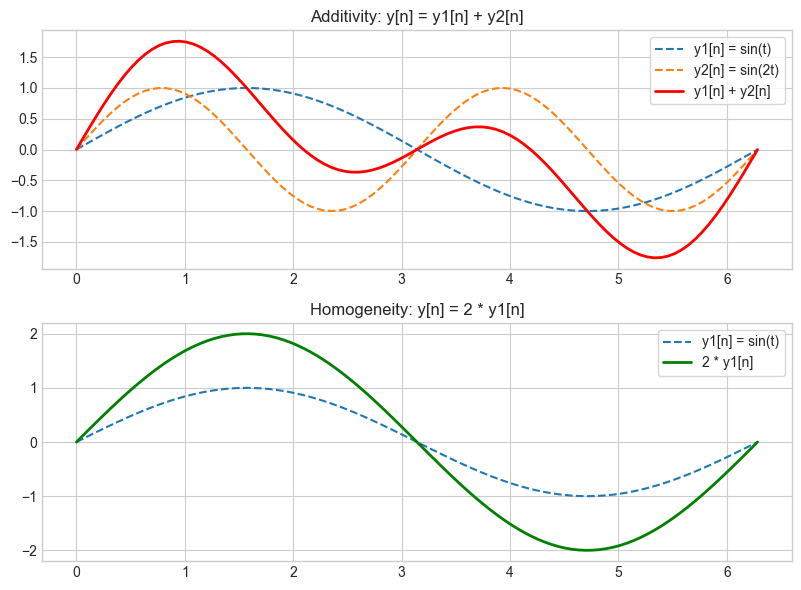 Additivity: y[n] = y1[n] + y2[n]
y1[n] = sin(t)
y2[n] = sin(2t)
y1[n] + y2[n]
1.5
1.0
0.5
0.0
−0.5
−1.0
−1.5
0 1 2 3 4 5 6
Homogeneity: y[n] = 2 * y1[n]
y1[n] = sin(t)
2 * y1[n]
2
1
0
−1
−2
0 1 2 3 4 5 6